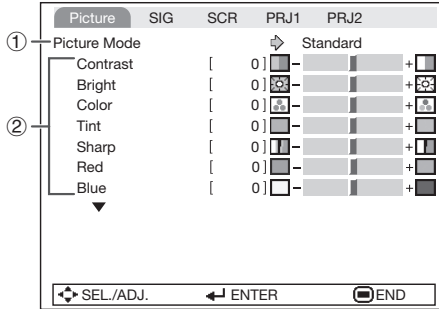 Picture SIG SCR PRJ1 PRJ2
① Picture Mode Standard
Contrast [ 0 ] - +
Bright [ 0 ] - +
② Color [ 0 ] - +
Tint [ 0 ] - +
Sharp [ 0 ] - +
Red [ 0 ] - +
Blue [ 0 ] - +
SEL./ADJ. ENTER END